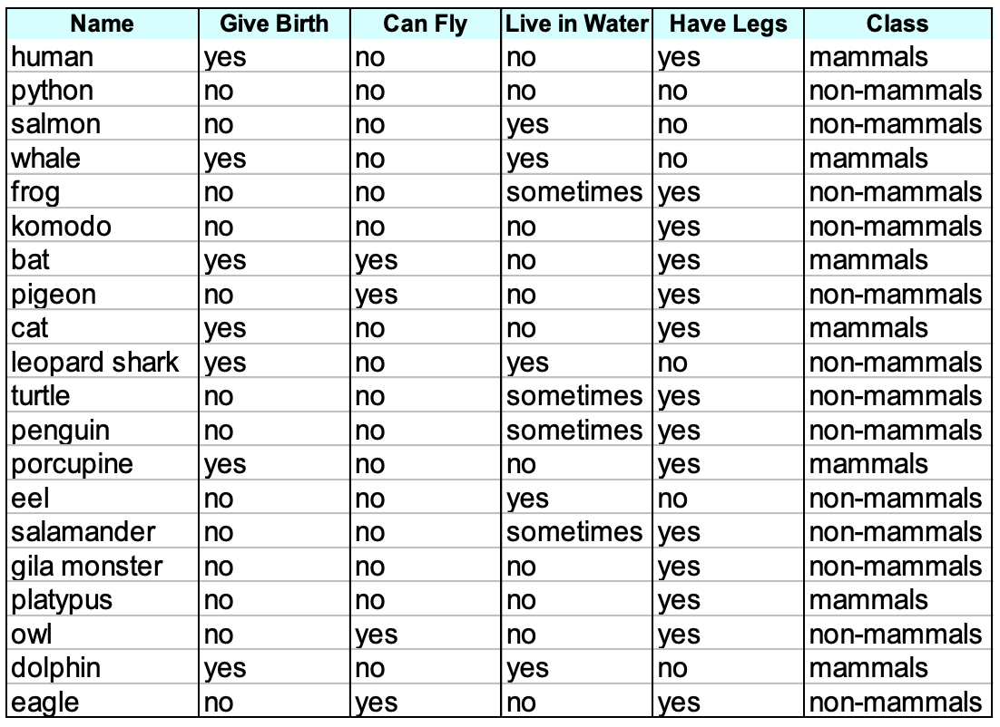 Name Give Birth Can Fly Live in Water Have Legs Class
human yes no no yes mammals
python no no no no non-mammals
salmon no no yes no non-mammals
whale yes no yes no mammals
frog no no sometimes yes non-mammals
komodo no no no yes non-mammals
bat yes yes no yes mammals
pigeon no yes no yes non-mammals
cat yes no no yes mammals
leopard shark yes no yes no non-mammals
turtle no no sometimes yes non-mammals
penguin no no sometimes yes non-mammals
porcupine yes no no yes mammals
eel no no yes no non-mammals
salamander no no sometimes yes non-mammals
gila monster no no no yes non-mammals
platypus no no no yes mammals
owl no yes no yes non-mammals
dolphin yes no yes no mammals
eagle no yes no yes non-mammals